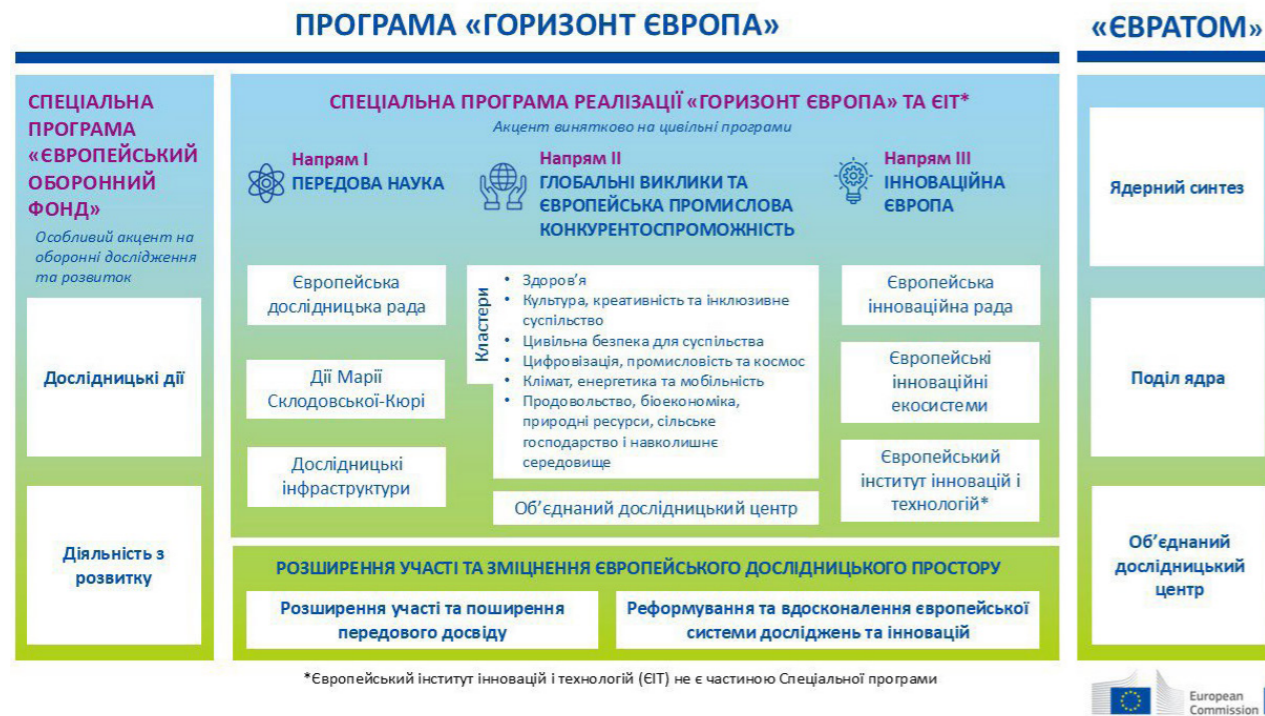 ПРОГРАМА «ГОРИЗОНТ ЄВРОПА»
«ЄВРАТОМ»
СПЕЦІАЛЬНА
ПРОГРАМА
«ЄВРОПЕЙСЬКИЙ
ОБОРОННИЙ
ФОНД»
Особливий акцент на
оборонні дослідження
та розвиток
Дослідницькі дії
Діяльність з
розвитку
СПЕЦІАЛЬНА ПРОГРАМА РЕАЛІЗАЦІЇ «ГОРИЗОНТ ЄВРОПА» ТА ЄІТ*
Акцент винятково на цивільні програми
Напрям І
ПЕРЕДОВА НАУКА
Європейська
дослідницька рада
Дії Марії
Склодовської-Кюрі
Дослідницькі
інфраструктури
Напрям ІІ
ГЛОБАЛЬНІ ВИКЛИКИ ТА
ЄВРОПЕЙСЬКА ПРОМИСЛОВА
КОНКУРЕНТОСПРОМОЖНІСТЬ
Кластери
• Здоров’я
• Культура, креативність та інклюзивне
суспільство
• Цивільна безпека для суспільства
• Цифровізація, промисловість та космос
• Клімат, енергетика та мобільність
• Продовольство, біоекономіка,
природні ресурси, сільське
господарство і навколишнє
середовище
Об’єднаний дослідницький центр
Напрям ІІІ
ІННОВАЦІЙНА
ЄВРОПА
Європейська
інноваційна рада
Європейські
інноваційні
екосистеми
Європейський
інститут інновацій і
технологій*
РОЗШИРЕННЯ УЧАСТІ ТА ЗМІЦНЕННЯ ЄВРОПЕЙСЬКОГО ДОСЛІДНИЦЬКОГО ПРОСТОРУ
Розширення участі та поширення
передового досвіду
Реформування та вдосконалення європейської
системи досліджень та інновацій
Ядерний синтез
Поділ ядра
Об’єднаний
дослідницький
центр
*Європейський інститут інновацій і технологій (ЄІТ) не є частиною Спеціальної програми
European
Commission